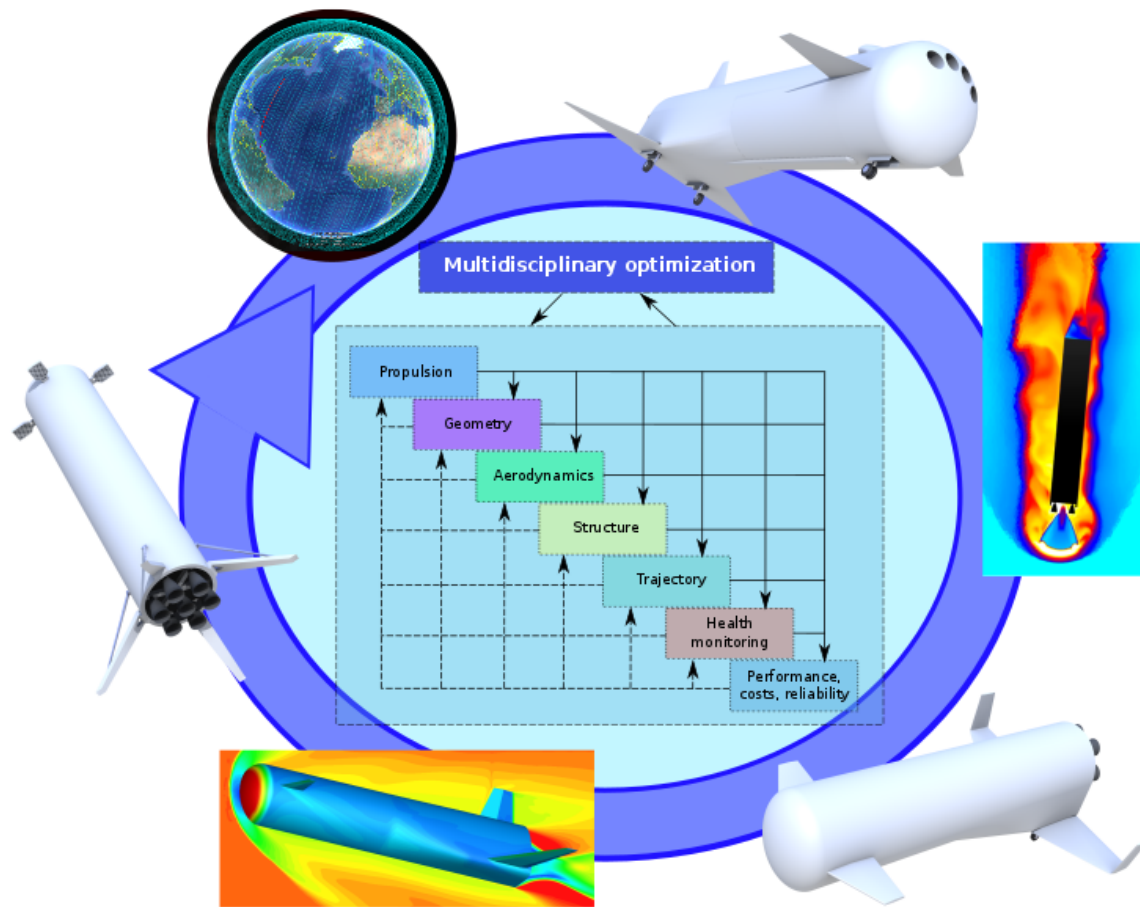 Multidisciplinary optimization
Propulsion
Geometry
Aerodynamics
Structure
Trajectory
Health
monitoring
Performance,
costs, reliability